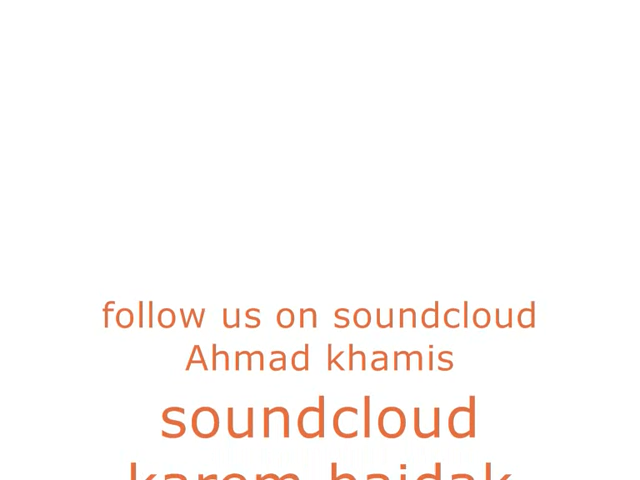 follow us on soundcloud
Ahmad khamis
soundcloud
karem baidak